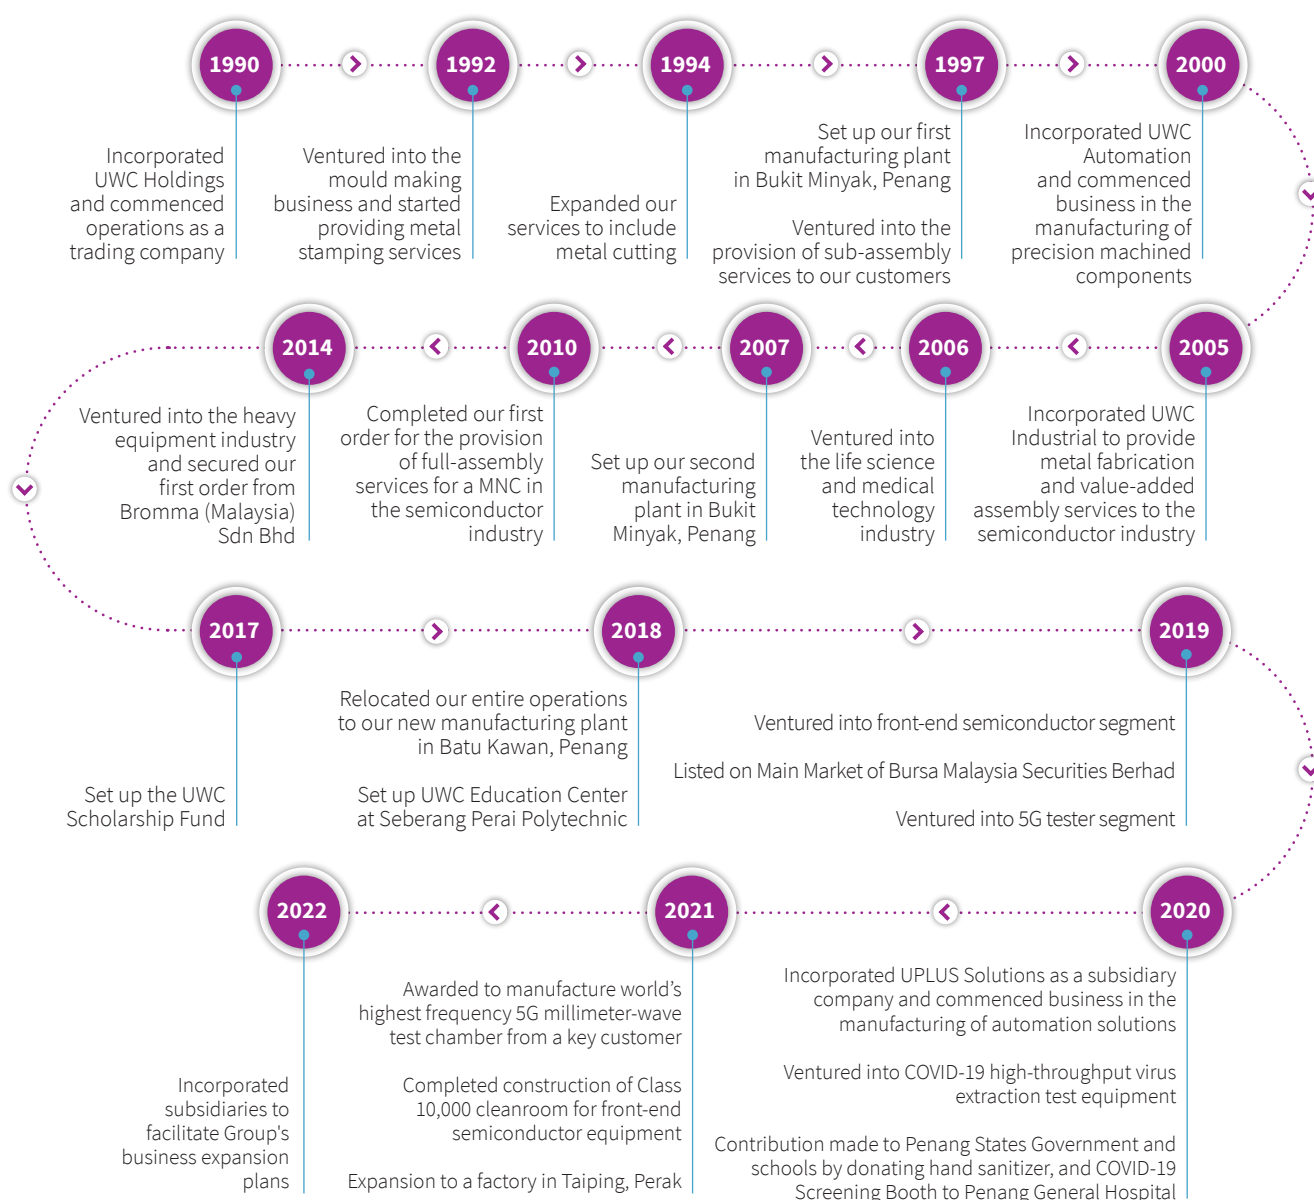 1990
Incorporated
UWC Holdings
and commenced
operations as a
trading company
1992
Ventured into the
mould making
business and started
providing metal
stamping services
1994
Expanded our
services to include
metal cutting
1997
Set up our first
manufacturing plant
in Bukit Minyak, Penang
Ventured into the
provision of sub-assembly
services to our customers
2000
Incorporated UWC
Automation
and commenced
business in the
manufacturing of
precision machined
components
2005
Incorporated UWC
Industrial to provide
metal fabrication
and value-added
assembly services to the
semiconductor industry
2006
Ventured into
the life science
and medical
technology
industry
2007
Set up our second
manufacturing
plant in Bukit
Minyak, Penang
2010
Completed our first
order for the provision
of full-assembly
services for a MNC in
the semiconductor
industry
2014
Ventured into the heavy
equipment industry
and secured our
first order from
Bromma (Malaysia)
Sdn Bhd
2017
Set up the UWC
Scholarship Fund
2018
Relocated our entire operations
to our new manufacturing plant
in Batu Kawan, Penang
Set up UWC Education Center
at Seberang Perai Polytechnic
2019
Ventured into front-end semiconductor segment
Listed on Main Market of Bursa Malaysia Securities Berhad
Ventured into 5G tester segment
2020
Incorporated UPLUS Solutions as a subsidiary
company and commenced business in the
manufacturing of automation solutions
Ventured into COVID-19 high-throughput virus
extraction test equipment
Contribution made to Penang States Government and
schools by donating hand sanitizer, and COVID-19
Screening Booth to Penang General Hospital
2021
Awarded to manufacture world’s
highest frequency 5G millimeter-wave
test chamber from a key customer
Completed construction of Class
10,000 cleanroom for front-end
semiconductor equipment
Expansion to a factory in Taiping, Perak
2022
Incorporated
subsidiaries to
facilitate Group's
business expansion
plans